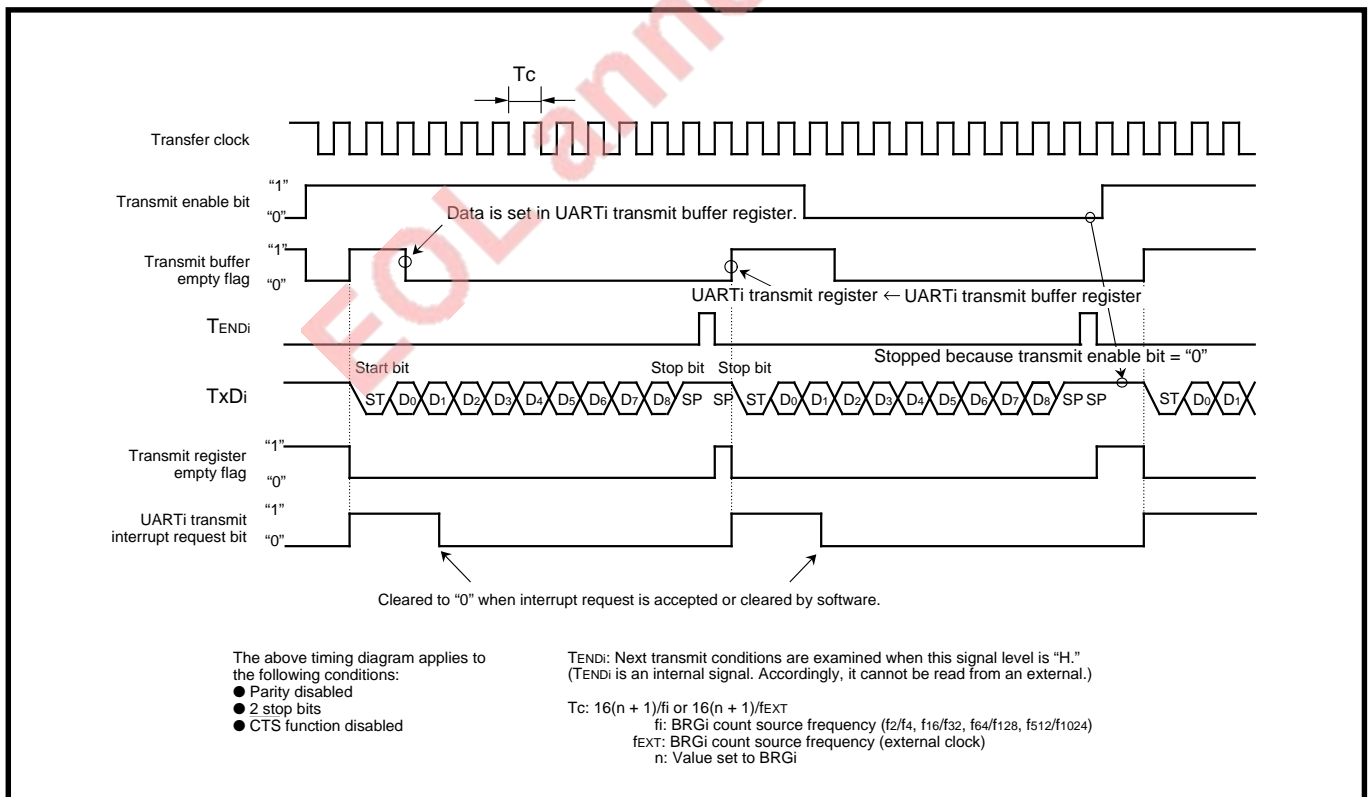 EOL ann
Tc
Transfer clock
Transmit enable bit
“1”
“0”
Data is set in UARTi transmit buffer register.
Transmit buffer
empty flag
“1”
“0”
UARTi transmit register ← UARTi transmit buffer register
TENDi
Stopped because transmit enable bit = “0”
Start bit
Stop bit
Stop bit
TxDi
ST D0 D1 D2 D3 D4 D5 D6 D7 D8 SP SP ST D0 D1 D2 D3 D4 D5 D6 D7 D8 SP SP ST D0 D1
Transmit register
empty flag
“1”
“0”
UARTi transmit
interrupt request bit
“1”
“0”
Cleared to “0” when interrupt request is accepted or cleared by software.
The above timing diagram applies to
the following conditions:
● Parity disabled
● 2 stop bits
● CTS function disabled
TENDi: Next transmit conditions are examined when this signal level is “H.”
(TENDi is an internal signal. Accordingly, it cannot be read from an external.)
Tc: 16(n + 1)/fi or 16(n + 1)/fEXT
fi: BRGi count source frequency (f2/f4, f16/f32, f64/f128, f512/f1024)
fEXT: BRGi count source frequency (external clock)
n: Value set to BRGi